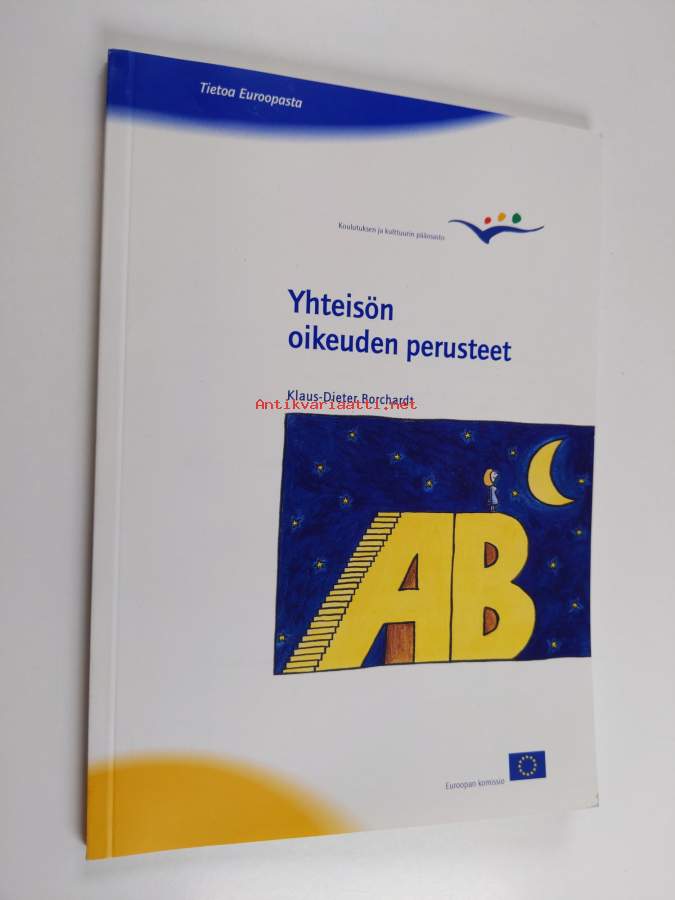 Tietoa Euroopasta
Koulutuksen ja kulttuurin pääosasto
Yhteisön
oikeuden perusteet
Klaus-Dieter Borchardt
Antikvariaatti.net
AB
Euroopan komissio